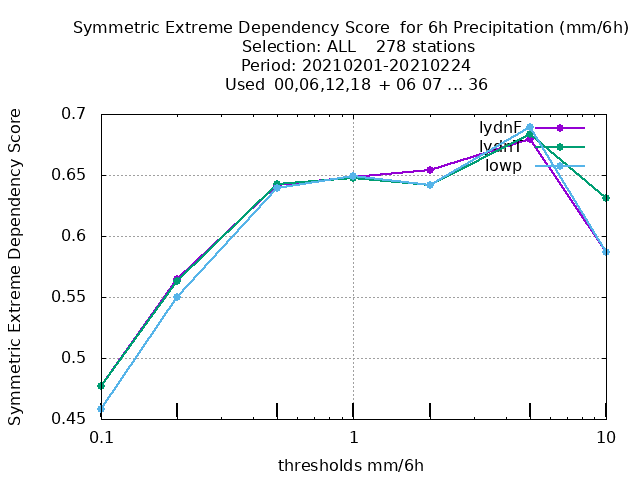 Symmetric Extreme Dependency Score  for 6h Precipitation (mm/6h)
Selection: ALL    278 stations
Period: 20210201-20210224
Used  00,06,12,18  + 06 07 ... 36
Symmetric Extreme Dependency Score
0.7
0.65
0.6
0.55
0.5
0.45
0.1
1
10
thresholds mm/6h
lydnF
lowp